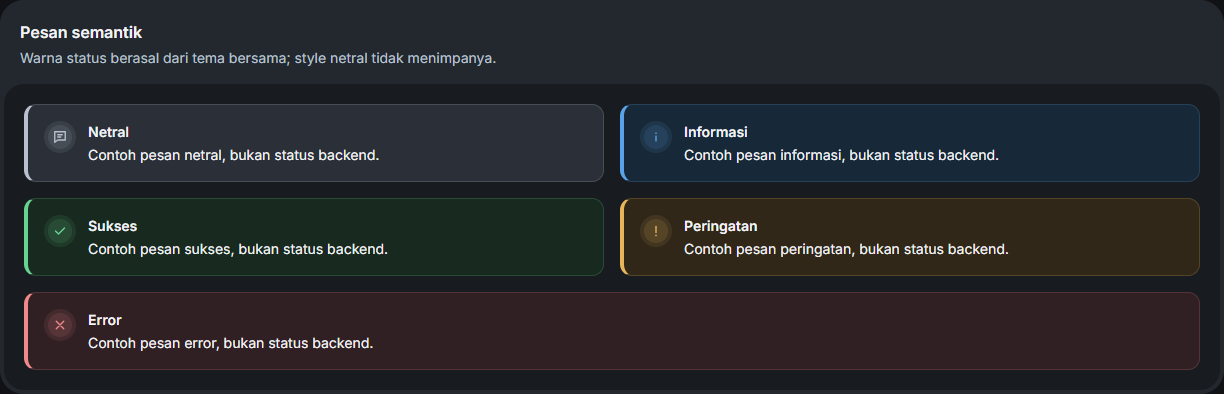 Pesan semantik
Warna status berasal dari tema bersama; style netral tidak menimpanya.
Netral
Contoh pesan netral, bukan status backend.
Informasi
Contoh pesan informasi, bukan status backend.
Sukses
Contoh pesan sukses, bukan status backend.
Peringatan
Contoh pesan peringatan, bukan status backend.
Error
Contoh pesan error, bukan status backend.